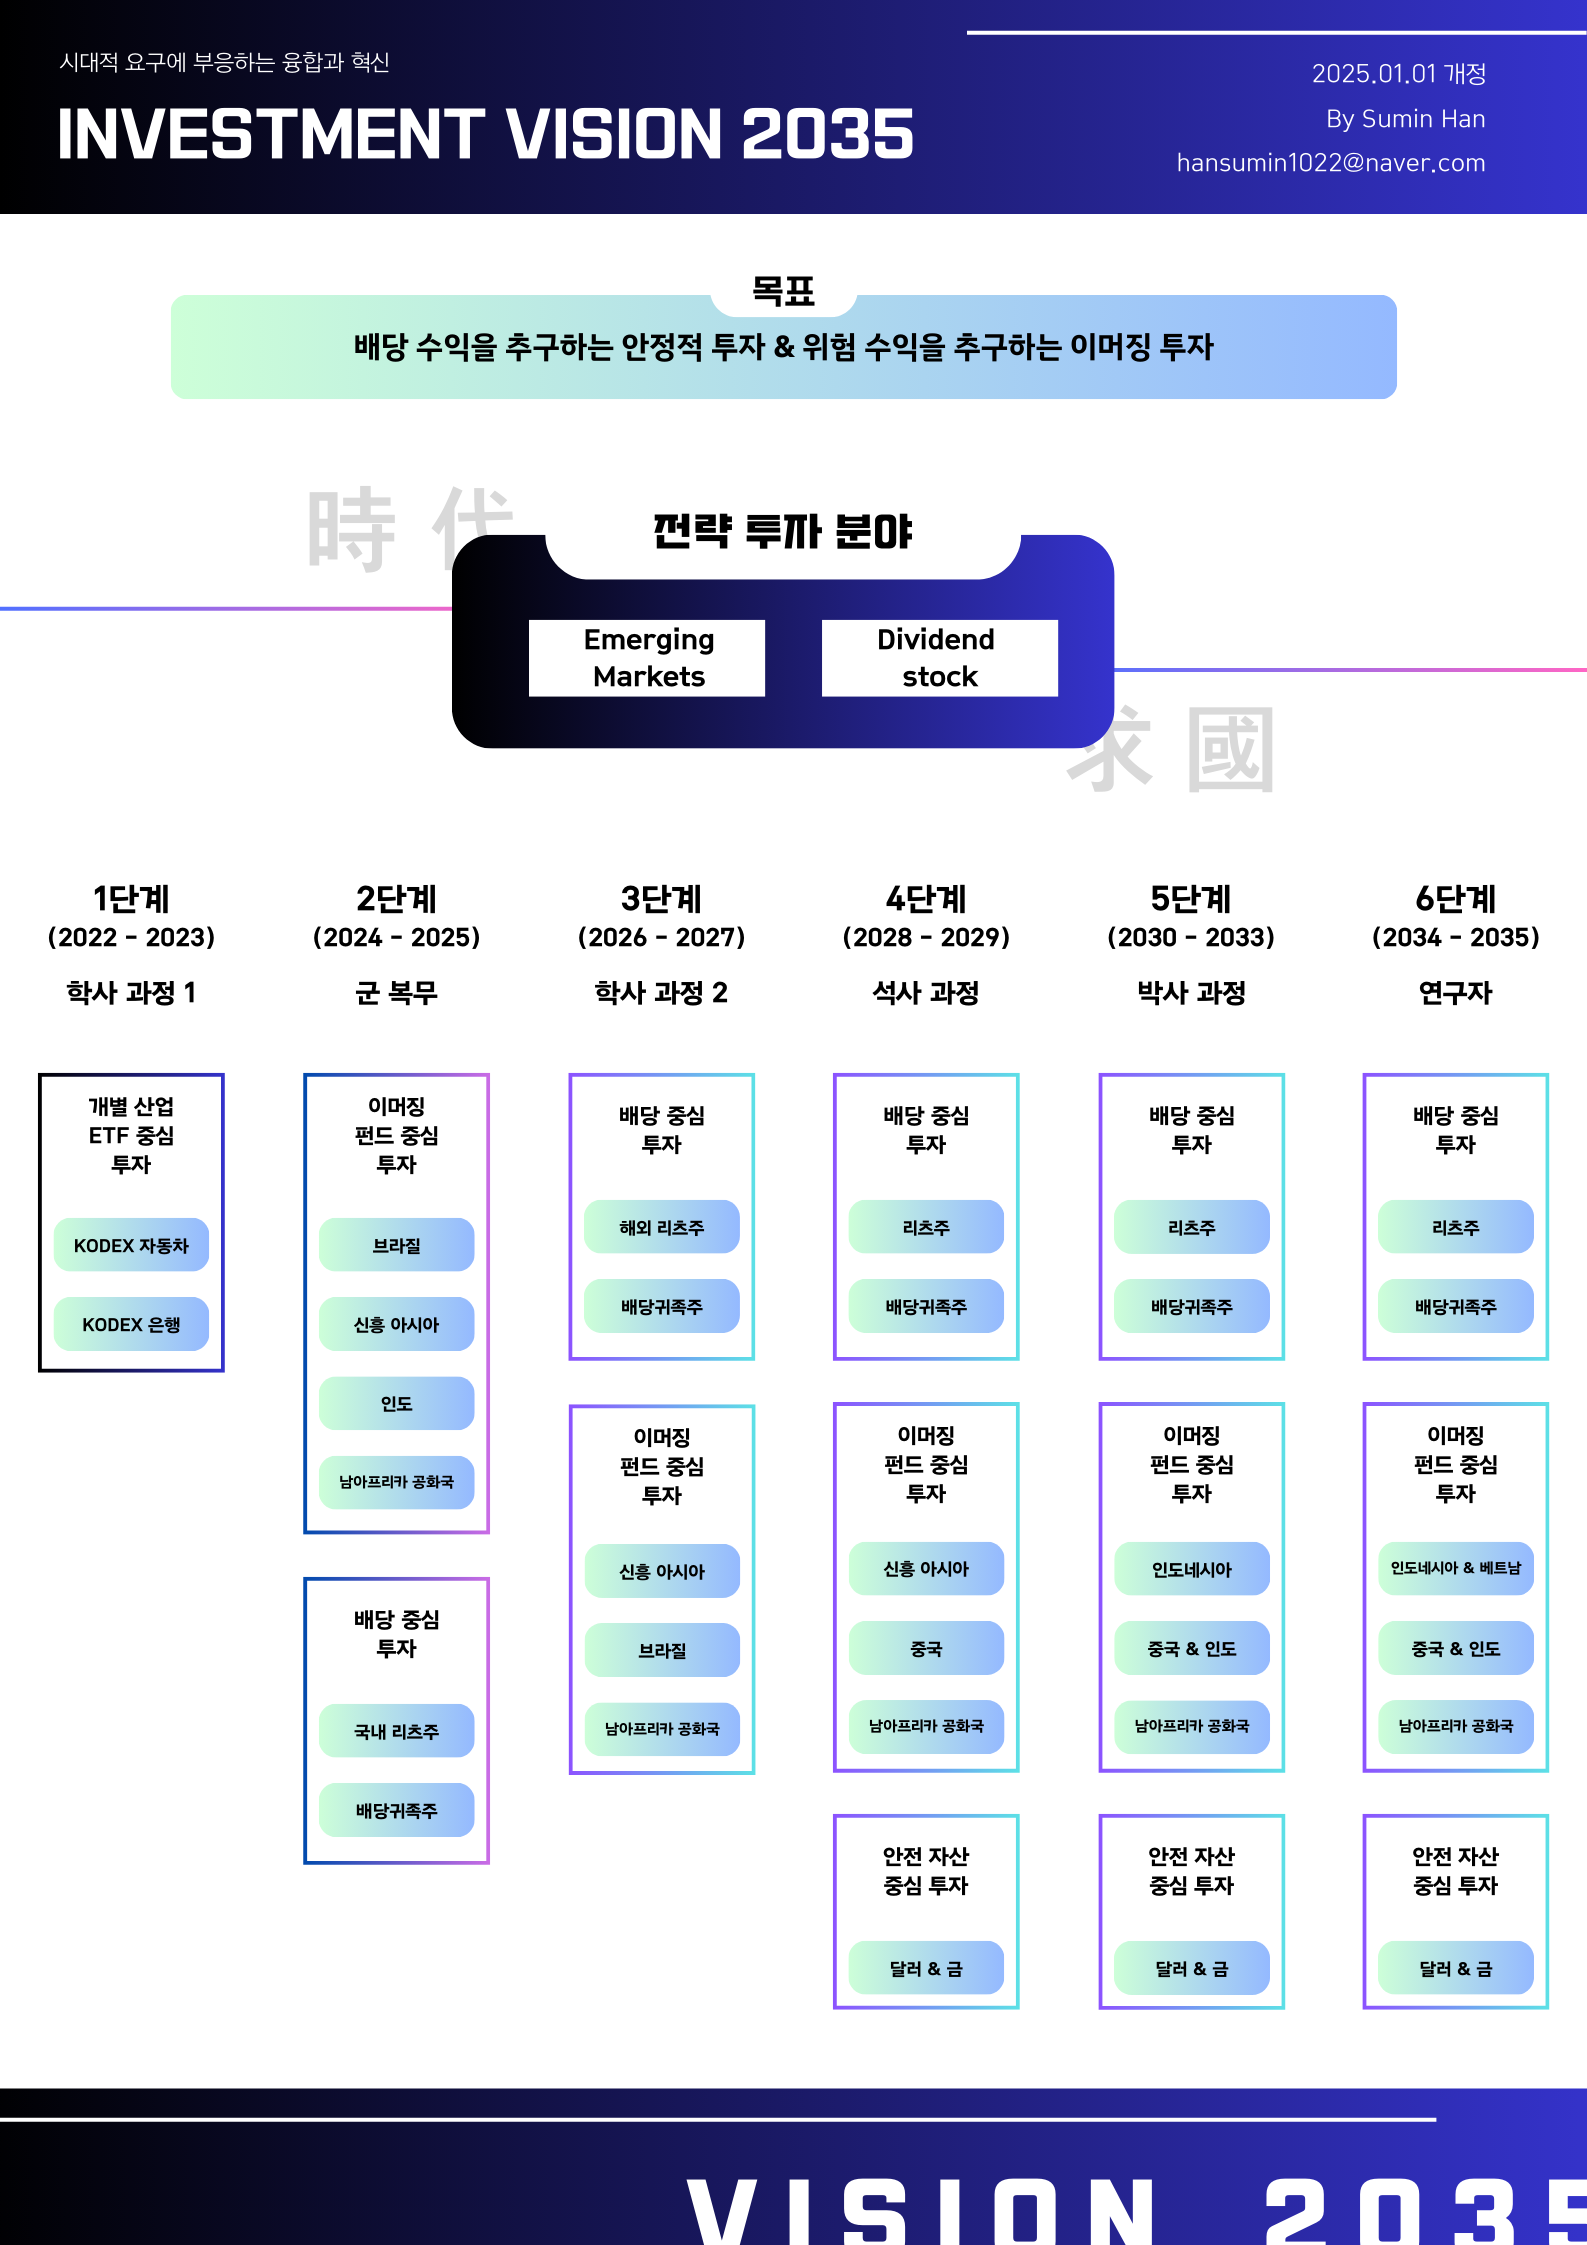 시대적 요구에 부응하는 융합과 혁신
INVESTMENT VISION 2035
2025.01.01 개정
By Sumin Han
hansumin1022@naver.com
목표
배당 수익을 추구하는 안정적 투자 & 위험 수익을 추구하는 이머징 투자
時代
전략 투자 분야
Emerging
Markets
Dividend
stock
求國
1단계
(2022 - 2023)
학사 과정 1
개별 산업
ETF 중심
투자
KODEX 자동차
KODEX 은행
2단계
(2024 - 2025)
군 복무
이머징
펀드 중심
투자
브라질
신흥 아시아
인도
남아프리카 공화국
배당 중심
투자
국내 리츠주
배당귀족주
3단계
(2026 - 2027)
학사 과정 2
배당 중심
투자
해외 리츠주
배당귀족주
이머징
펀드 중심
투자
신흥 아시아
브라질
남아프리카 공화국
4단계
(2028 - 2029)
석사 과정
배당 중심
투자
리츠주
배당귀족주
이머징
펀드 중심
투자
신흥 아시아
중국
남아프리카 공화국
안전 자산
중심 투자
달러 & 금
5단계
(2030 - 2033)
박사 과정
배당 중심
투자
리츠주
배당귀족주
이머징
펀드 중심
투자
인도네시아
중국 & 인도
남아프리카 공화국
안전 자산
중심 투자
달러 & 금
6단계
(2034 - 2035)
연구자
배당 중심
투자
리츠주
배당귀족주
이머징
펀드 중심
투자
인도네시아 & 베트남
중국 & 인도
남아프리카 공화국
안전 자산
중심 투자
달러 & 금
VISION 2035